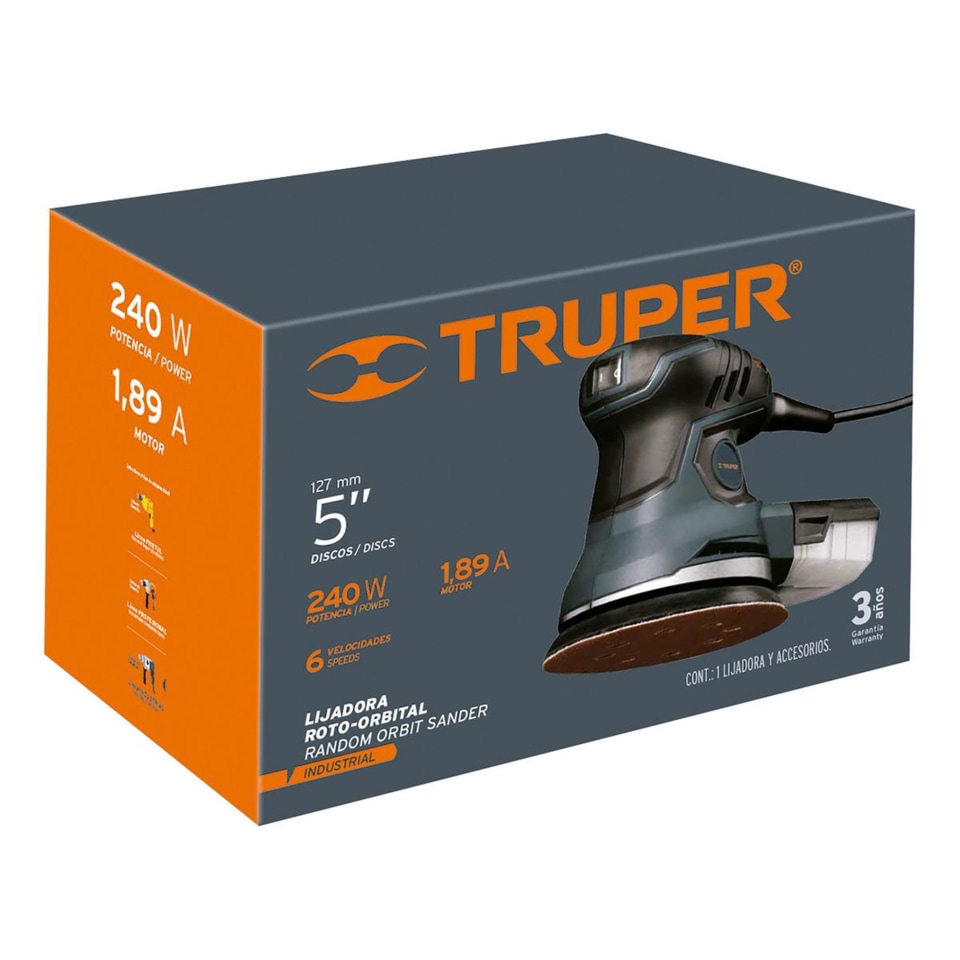 240 W
POTENCIA / POWER
1,89 A
MOTOR
TRUPER®
TRUPER
127 mm
5"
DISCOS / DISCS
240 W
POTENCIA / POWER
1,89 A
MOTOR
6 VELOCIDADES
SPEEDS
3 años
Garantía
Warranty
CONT.: 1 LIJADORA Y ACCESORIOS.
LIJADORA
ROTO-ORBITAL
RANDOM ORBIT SANDER
INDUSTRIAL